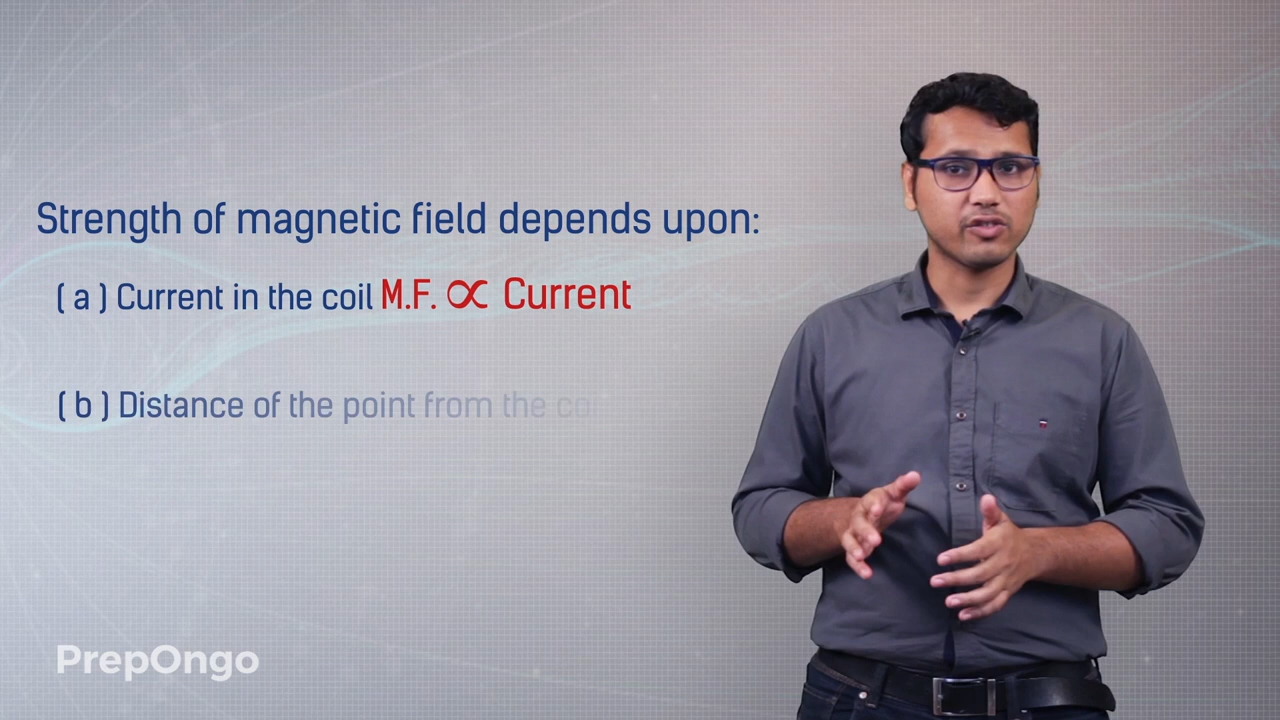 Strength of magnetic field depends upon:
( a ) Current in the coil M.F. ∝ Current
( b ) Distance of the point from the
PrepOngo